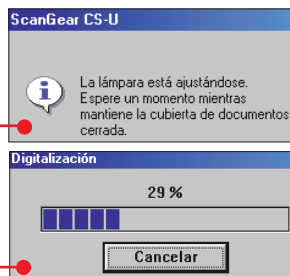 ScanGear CS-U
La lámpara está ajustándose.
Espere un momento mientras
mantiene la cubierta de documentos
cerrada.
Digitalización
29 %
Cancelar